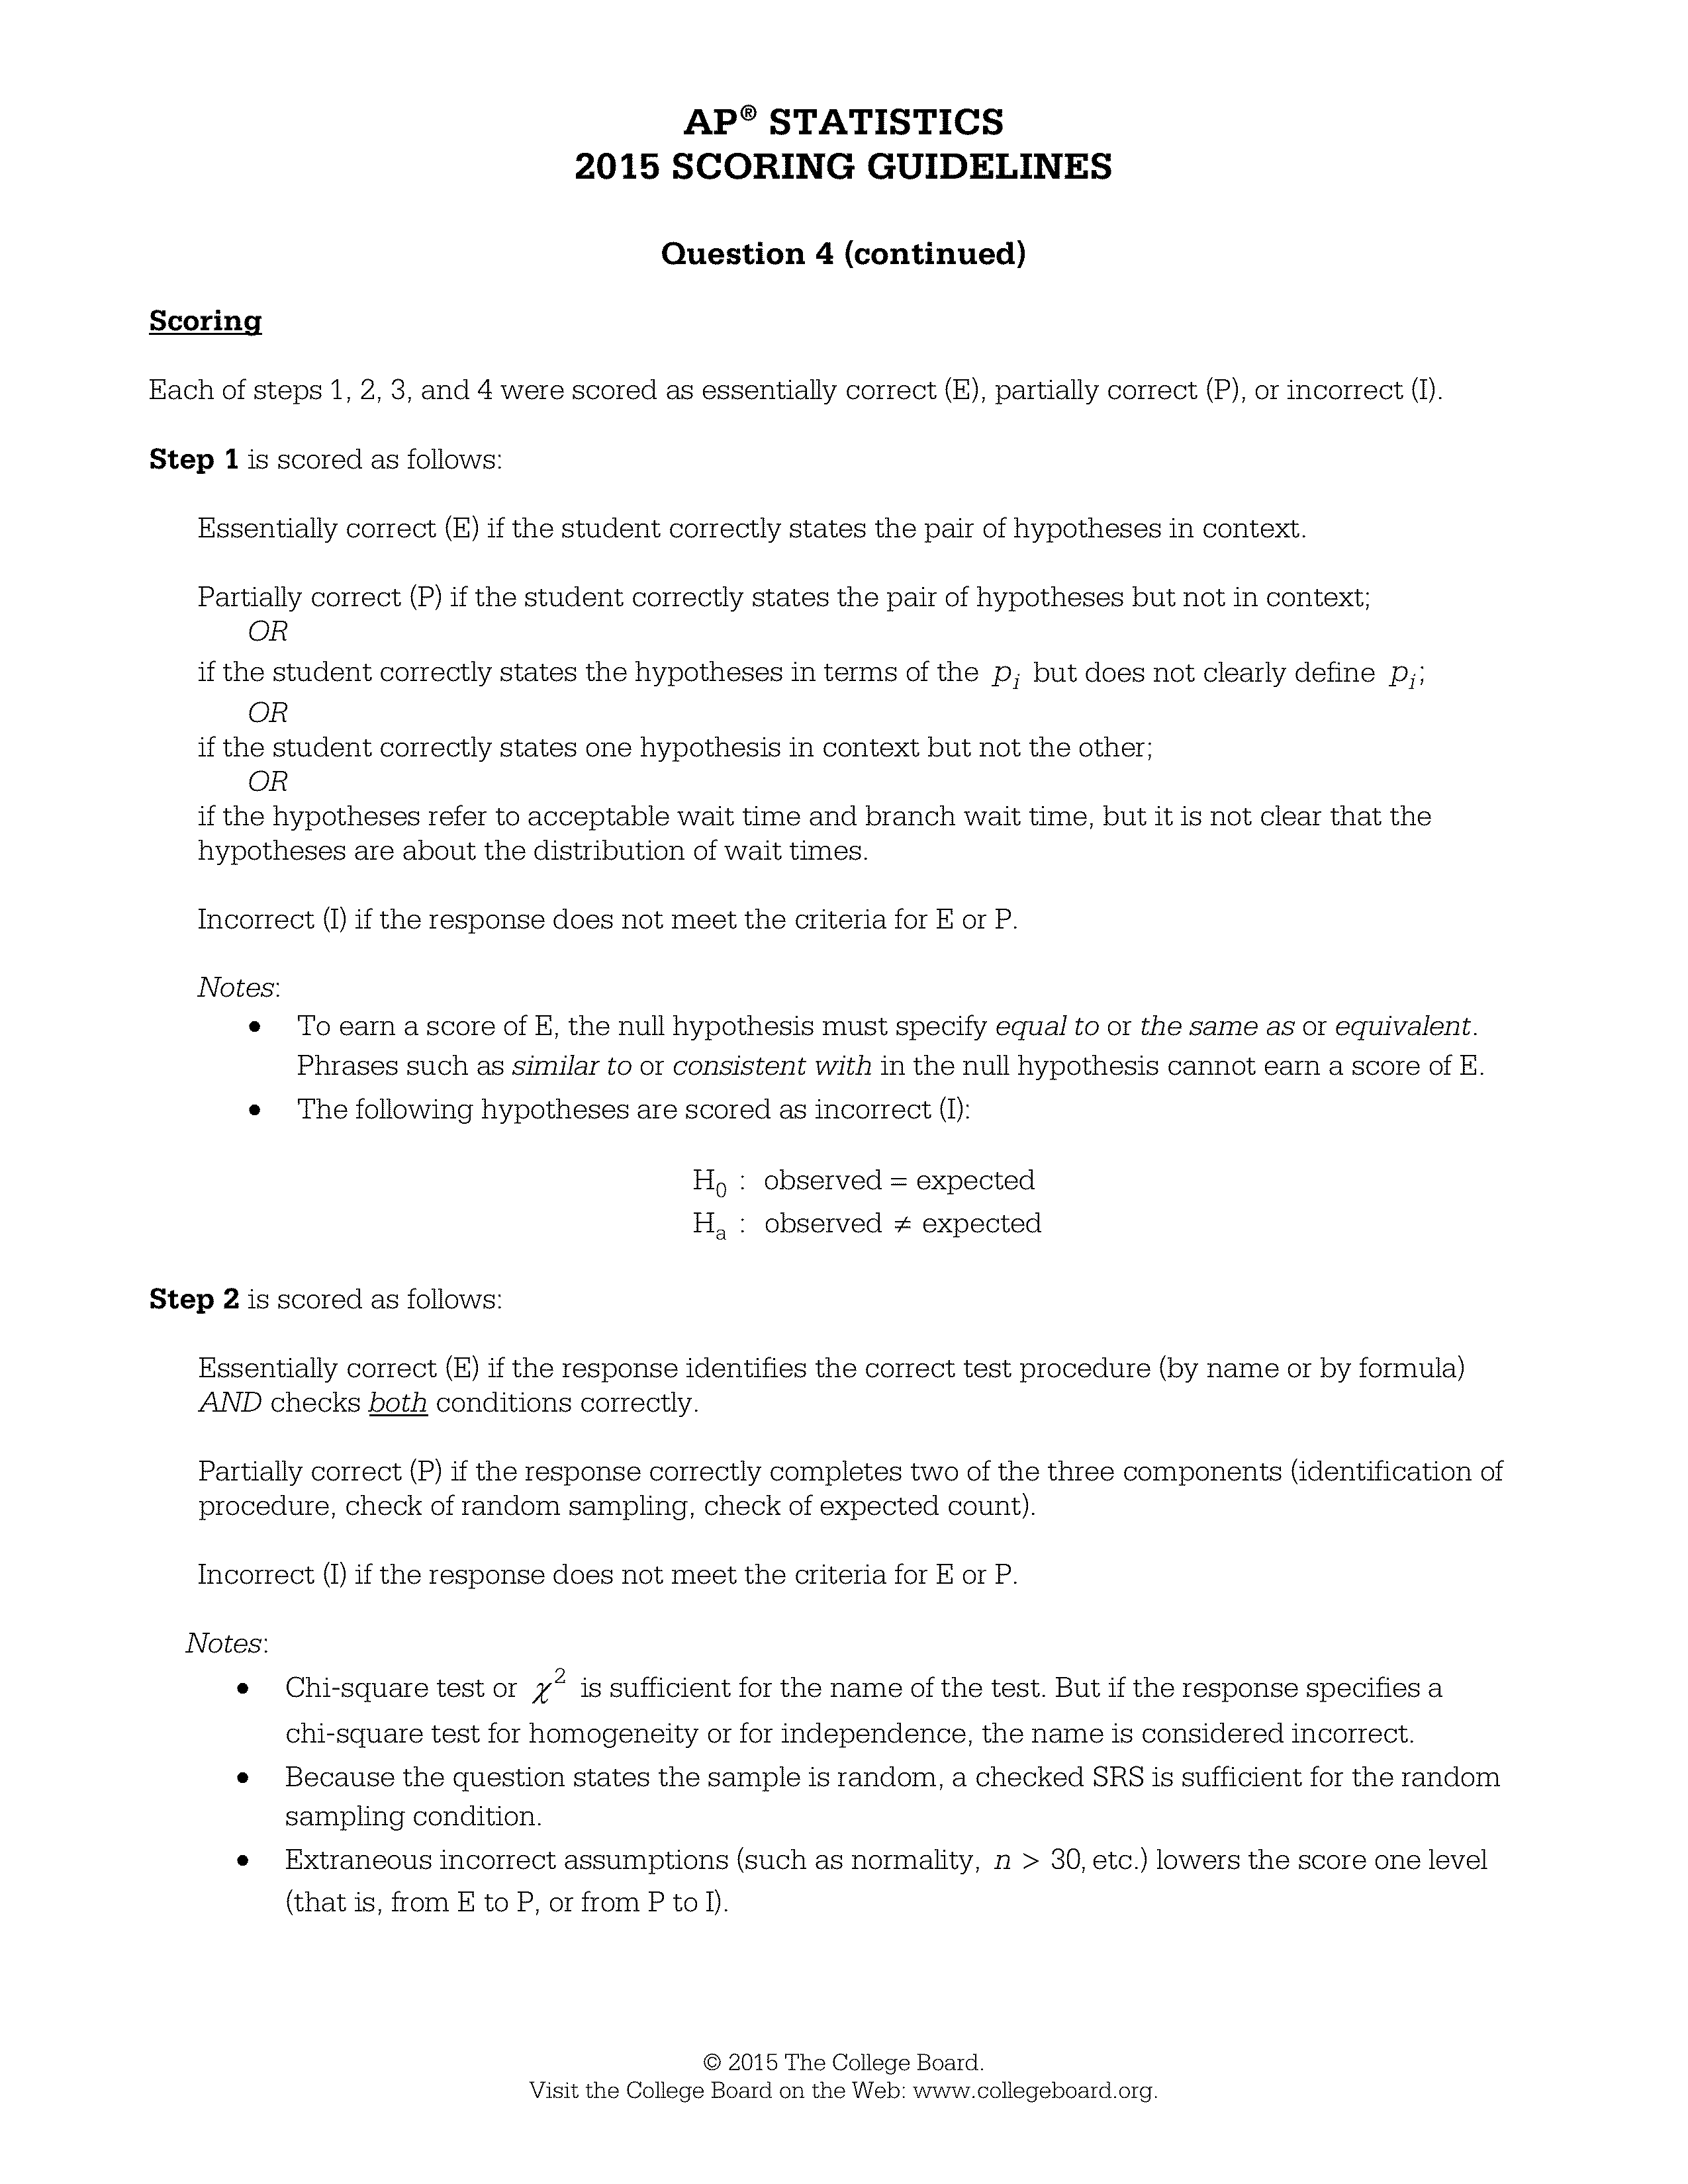 AP® STATISTICS
2015 SCORING GUIDELINES
Question 4 (continued)
Scoring
Each of steps 1, 2, 3, and 4 were scored as essentially correct (E), partially correct (P), or incorrect (I).
Step 1 is scored as follows:
Essentially correct (E) if the student correctly states the pair of hypotheses in context.
Partially correct (P) if the student correctly states the pair of hypotheses but not in context;
OR
if the student correctly states the hypotheses in terms of the pᵢ but does not clearly define pᵢ;
OR
if the student correctly states one hypothesis in context but not the other;
OR
if the hypotheses refer to acceptable wait time and branch wait time, but it is not clear that the
hypotheses are about the distribution of wait times.
Incorrect (I) if the response does not meet the criteria for E or P.
Notes:
• To earn a score of E, the null hypothesis must specify equal to or the same as or equivalent.
Phrases such as similar to or consistent with in the null hypothesis cannot earn a score of E.
• The following hypotheses are scored as incorrect (I):
H₀ : observed = expected
Hₐ : observed ≠ expected
Step 2 is scored as follows:
Essentially correct (E) if the response identifies the correct test procedure (by name or by formula)
AND checks both conditions correctly.
Partially correct (P) if the response correctly completes two of the three components (identification of
procedure, check of random sampling, check of expected count).
Incorrect (I) if the response does not meet the criteria for E or P.
Notes:
• Chi-square test or χ² is sufficient for the name of the test. But if the response specifies a
chi-square test for homogeneity or for independence, the name is considered incorrect.
• Because the question states the sample is random, a checked SRS is sufficient for the random
sampling condition.
• Extraneous incorrect assumptions (such as normality, n > 30, etc.) lowers the score one level
(that is, from E to P, or from P to I).
© 2015 The College Board.
Visit the College Board on the Web: www.collegeboard.org.